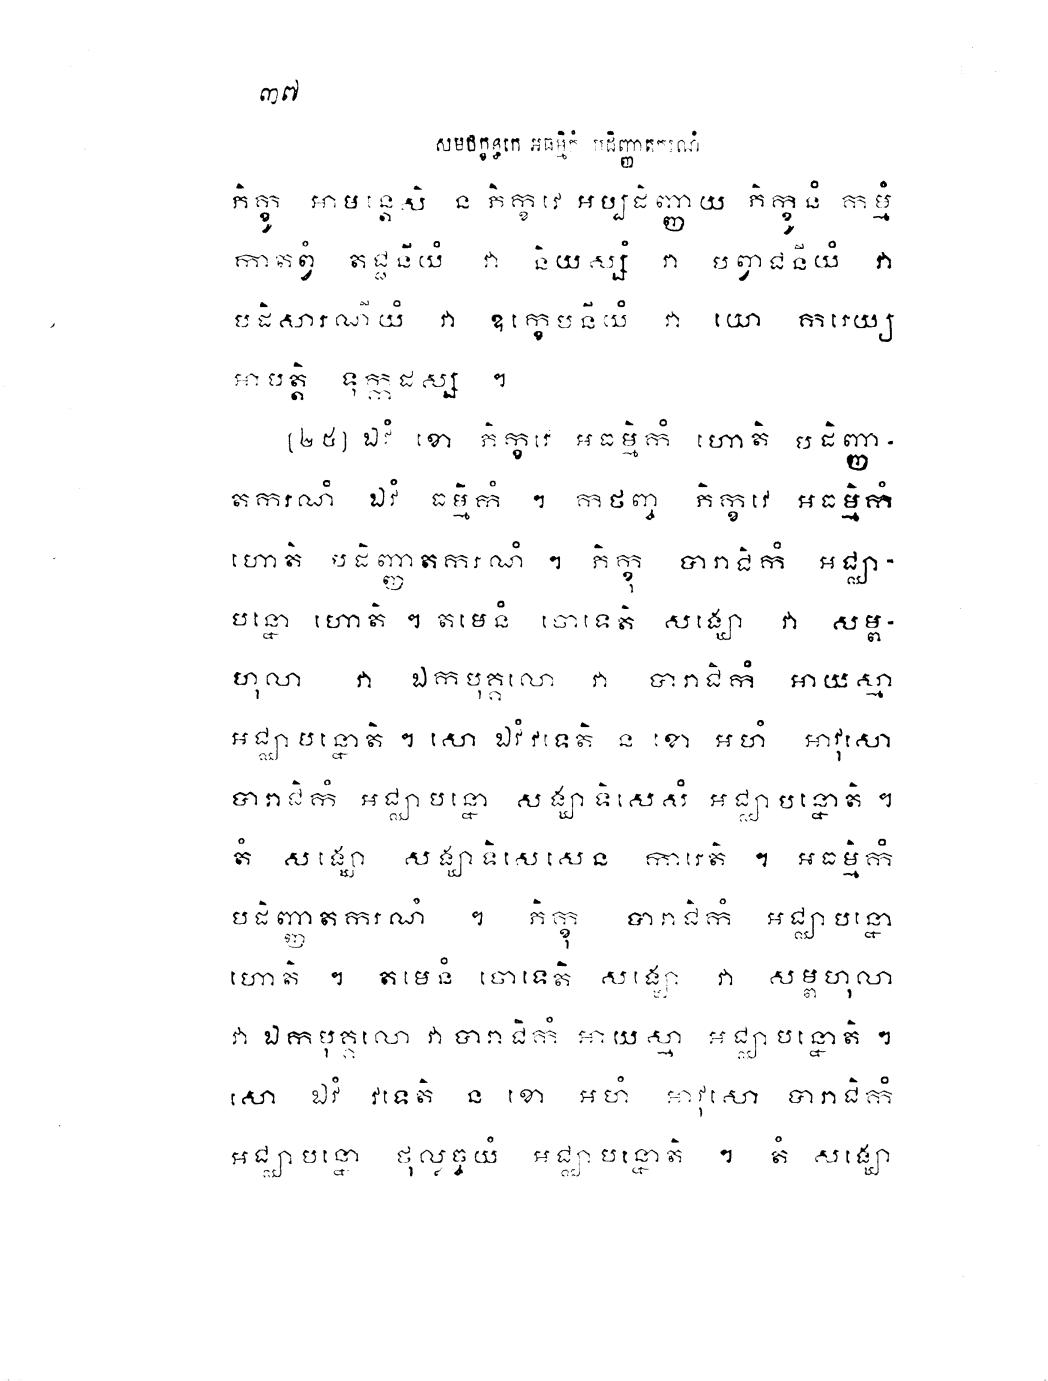 ៣៧
សមថក្ខន្ធកេ អធម្មិកំ បដិញ្ញាតករណំ
ភិក្ខូ អាមន្តេសិ ន ភិក្ខវេ អប្បដិញ្ញាយ ភិក្ខូនំ កម្មំ
កាតព្វំ តជ្ជនីយំ វា និយស្សំ វា បព្វាជនីយំ វា
បដិសារណីយំ វា ឧក្ខេបនីយំ វា យោ ករេយ្យ
អាបត្តិ ទុក្កដស្ស ។
(២៥) ឯវំ ខោ ភិក្ខវេ អធម្មិកំ ហោតិ បដិញ្ញា-
តករណំ ឯវំ ធម្មិកំ ។ កថញ្ច ភិក្ខវេ អធម្មិកំ
ហោតិ បដិញ្ញាតករណំ ។ ភិក្ខុ បារាជិកំ អជ្ឈា-
បន្នោ ហោតិ ។ តមេនំ ចោទេតិ សង្ឃោ វា សម្ព-
ហុលា វា ឯកបុគ្គលោ វា បារាជិកំ អាយស្មា
អជ្ឈាបន្នោតិ ។ សោ ឯវំ វទេតិ ន ខោ អហំ អាវុសោ
បារាជិកំ អជ្ឈាបន្នោ សង្ឃាទិសេសំ អជ្ឈាបន្នោតិ ។
តំ សង្ឃោ សង្ឃាទិសេសេន ការេតិ ។ អធម្មិកំ
បដិញ្ញាតករណំ ។ ភិក្ខុ បារាជិកំ អជ្ឈាបន្នោ
ហោតិ ។ តមេនំ ចោទេតិ សង្ឃោ វា សម្ពហុលា
វា ឯកបុគ្គលោ វា បារាជិកំ អាយស្មា អជ្ឈាបន្នោតិ ។
សោ ឯវំ វទេតិ ន ខោ អហំ អាវុសោ បារាជិកំ
អជ្ឈាបន្នោ ថុល្លច្ចយំ អជ្ឈាបន្នោតិ ។ តំ សង្ឃោ